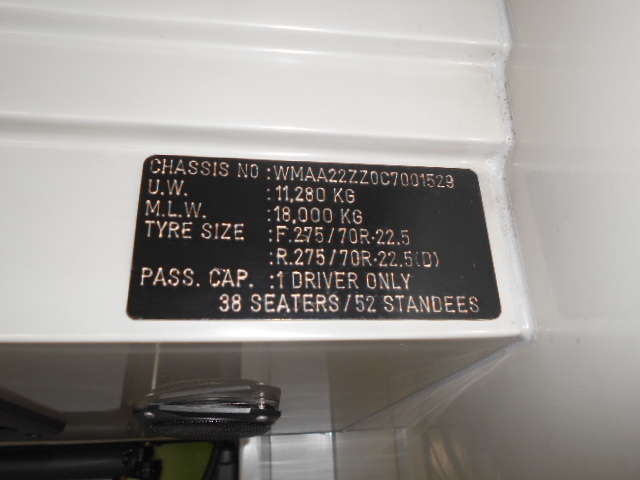 CHASSIS NO :WMAA22ZZ0C7001529
U.W. :11,280 KG
M.L.W. :18,000 KG
TYRE SIZE :F.275/70R-22.5
:R.275/70R-22.5(D)
PASS. CAP. :1 DRIVER ONLY
38 SEATERS/52 STANDEES